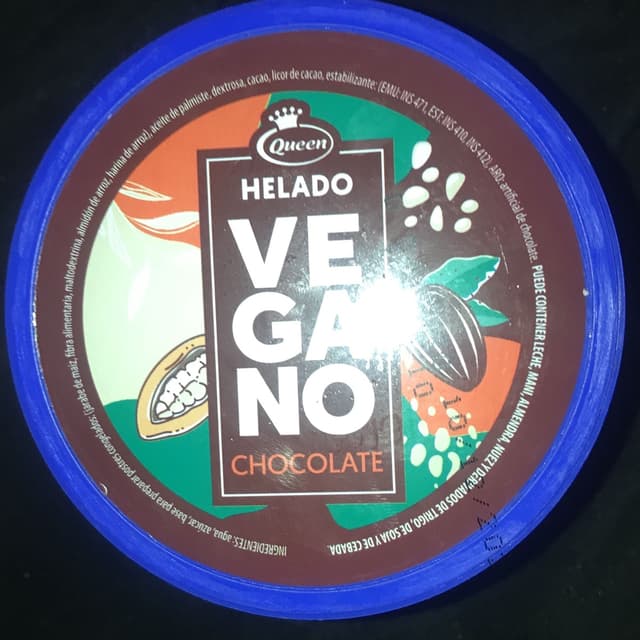 Queen
HELADO
VE
GA
NO
CHOCOLATE
INGREDIENTES: agua, azúcar, base para preparar postres congelados: (jarabe de maíz, fibra alimentaria, maltodextrina, almidón de arroz, harina de arroz), aceite de palmiste, dextrosa, cacao, licor de cacao, estabilizante: (EMU: INS 471, EST: INS 410, INS 412), ARO: artificial de chocolate. PUEDE CONTENER LECHE, MANÍ, ALMENDRA, NUEZ Y DERIVADOS DE TRIGO, DE SOJA Y DE CEBADA